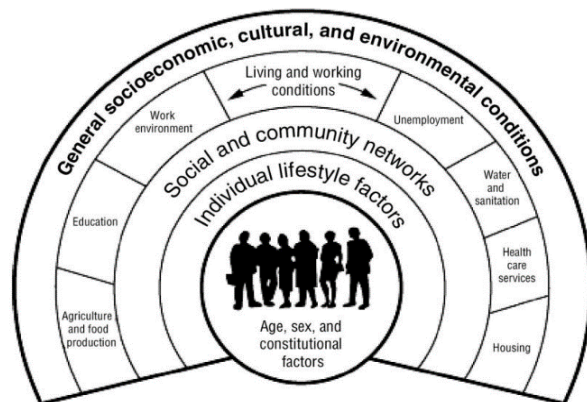 General socioeconomic, cultural, and environmental conditions
Living and working
conditions
Work
environment
Unemployment
Social and community networks
Individual lifestyle factors
Education
Water
and
sanitation
Agriculture
and food
production
Health
care
services
Housing
Age, sex, and
constitutional
factors